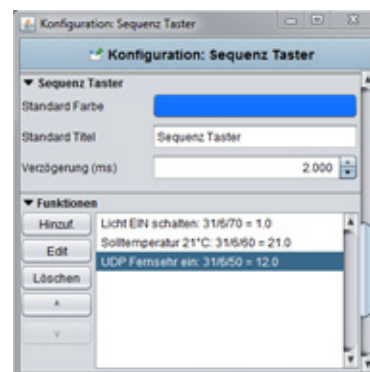 Konfiguration: Sequenz Taster
Konfiguration: Sequenz Taster
Sequenz Taster
Standard Farbe
Standard Titel Sequenz Taster
Verzögerung (ms) 2.000
Funktionen
Hinzuf.
Edit
Löschen
Licht EIN schalten: 31/6/70 = 1.0
Solltemperatur 21°C: 31/6/60 = 21.0
UDP Fernsehr ein: 31/6/50 = 12.0